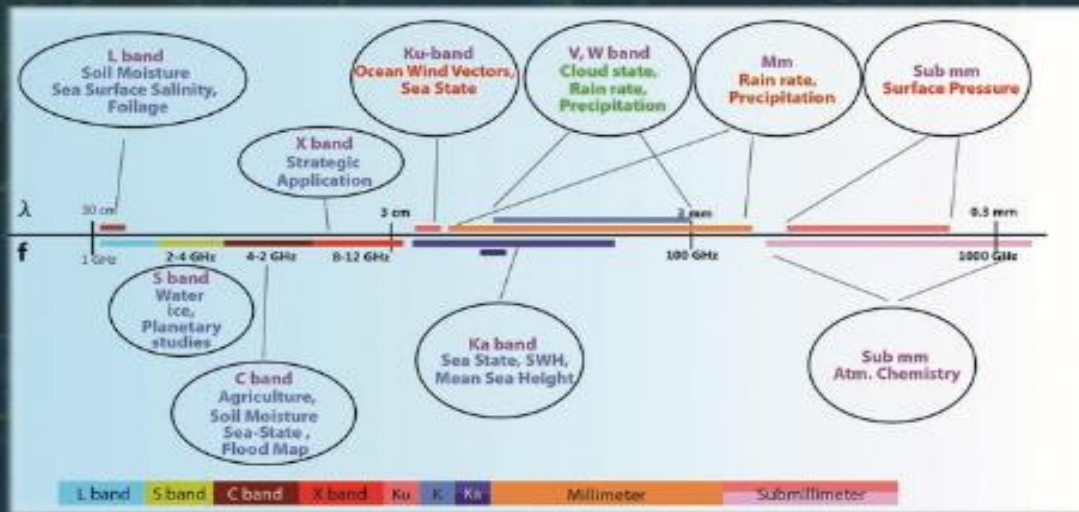 L band
Soil Moisture
Sea Surface Salinity,
Foilage
X band
Strategic
Application
Ku-band
Ocean Wind Vectors,
Sea State
V, W band
Cloud state,
Rain rate,
Precipitation
Mm
Rain rate,
Precipitation
Sub mm
Surface Pressure
λ 30 cm 3 cm 3 mm 0.3 mm
f 1 GHz 2-4 GHz 4-2 GHz 8-12 GHz 100 GHz 1000 GHz
S band
Water
ice,
Planetary
studies
C band
Agriculture,
Soil Moisture
Sea-State ,
Flood Map
Ka band
Sea State, SWH,
Mean Sea Height
Sub mm
Atm. Chemistry
L band S band C band X band Ku K Ka Millimeter Submillimeter